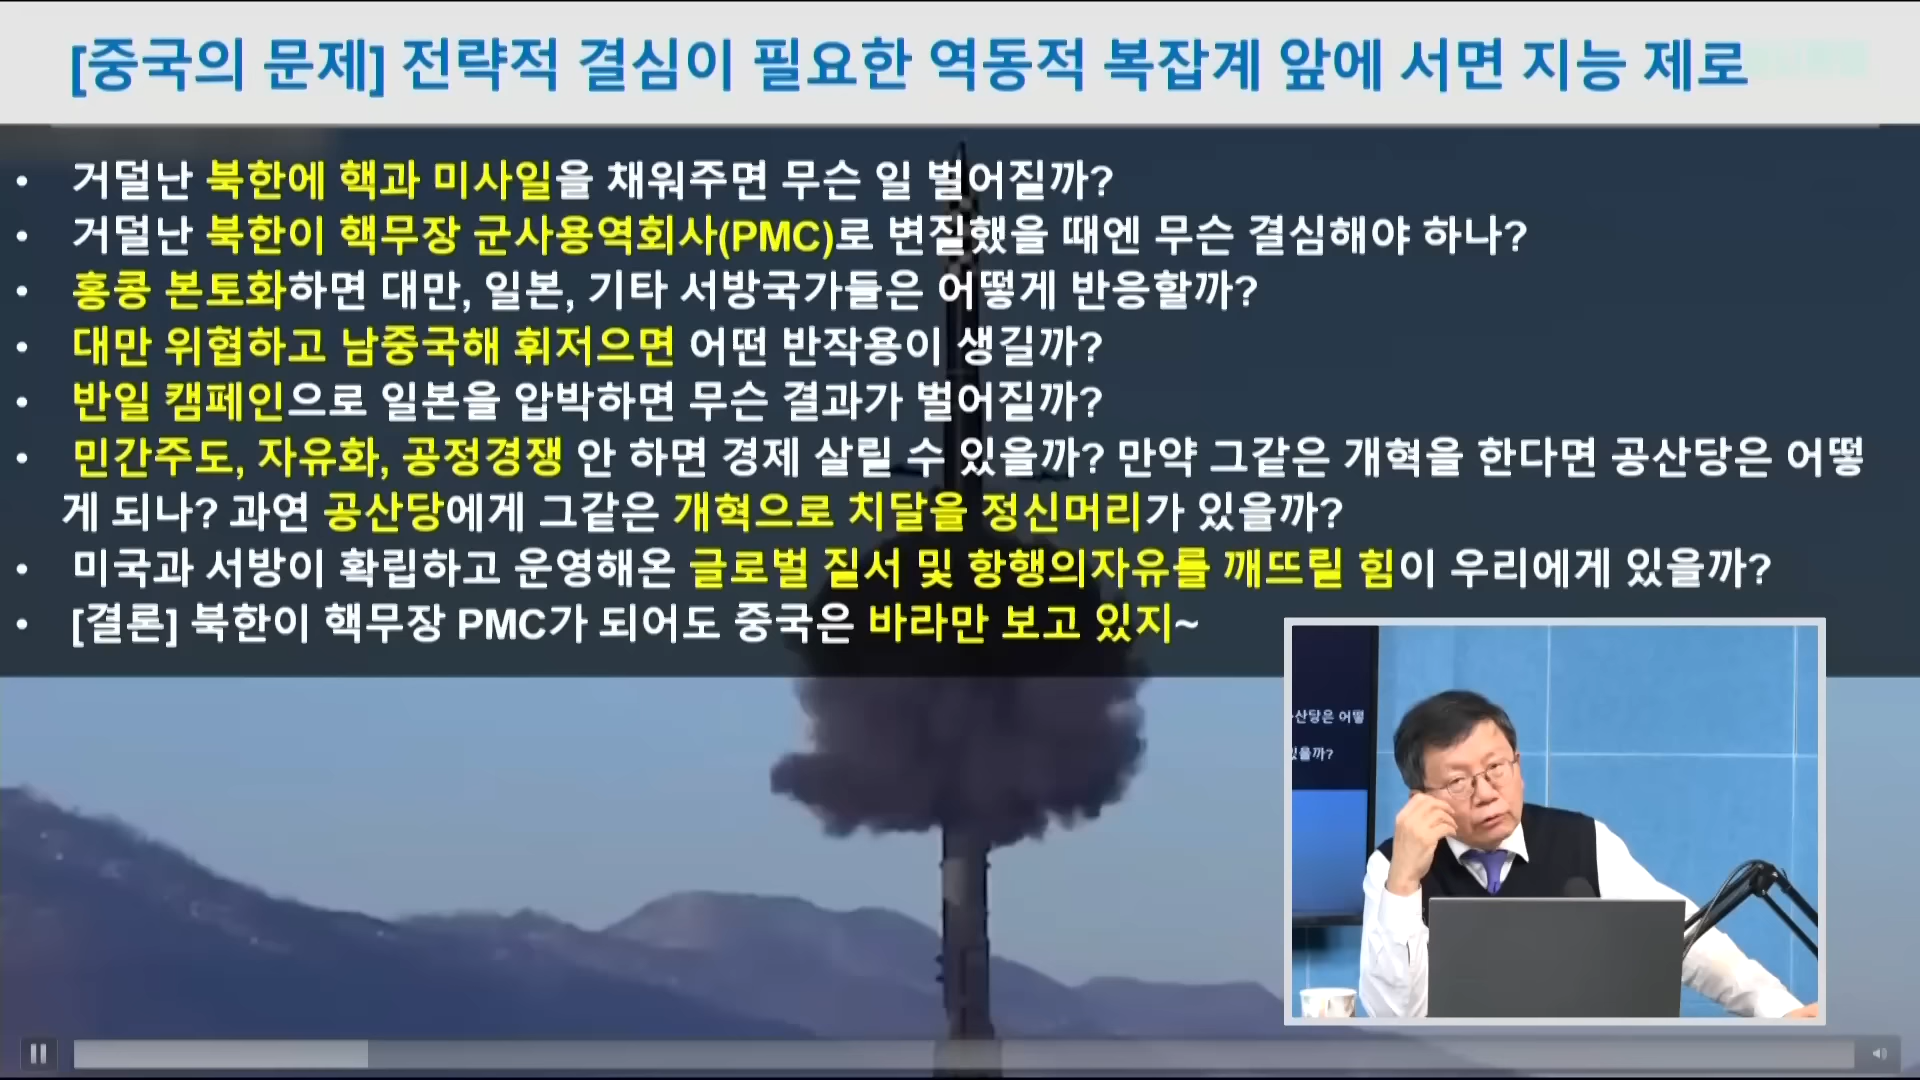 [중국의 문제] 전략적 결심이 필요한 역동적 복잡계 앞에 서면 지능 제로
• 거덜난 북한에 핵과 미사일을 채워주면 무슨 일 벌어질까?
• 거덜난 북한이 핵무장 군사용역회사(PMC)로 변질했을 때엔 무슨 결심해야 하나?
• 홍콩 본토화하면 대만, 일본, 기타 서방국가들은 어떻게 반응할까?
• 대만 위협하고 남중국해 휘저으면 어떤 반작용이 생길까?
• 반일 캠페인으로 일본을 압박하면 무슨 결과가 벌어질까?
• 민간주도, 자유화, 공정경쟁 안 하면 경제 살릴 수 있을까? 만약 그같은 개혁을 한다면 공산당은 어떻
게 되나? 과연 공산당에게 그같은 개혁으로 치달을 정신머리가 있을까?
• 미국과 서방이 확립하고 운영해온 글로벌 질서 및 항행의자유를 깨뜨릴 힘이 우리에게 있을까?
• [결론] 북한이 핵무장 PMC가 되어도 중국은 바라만 보고 있지~
산당은 어떻
있을까?